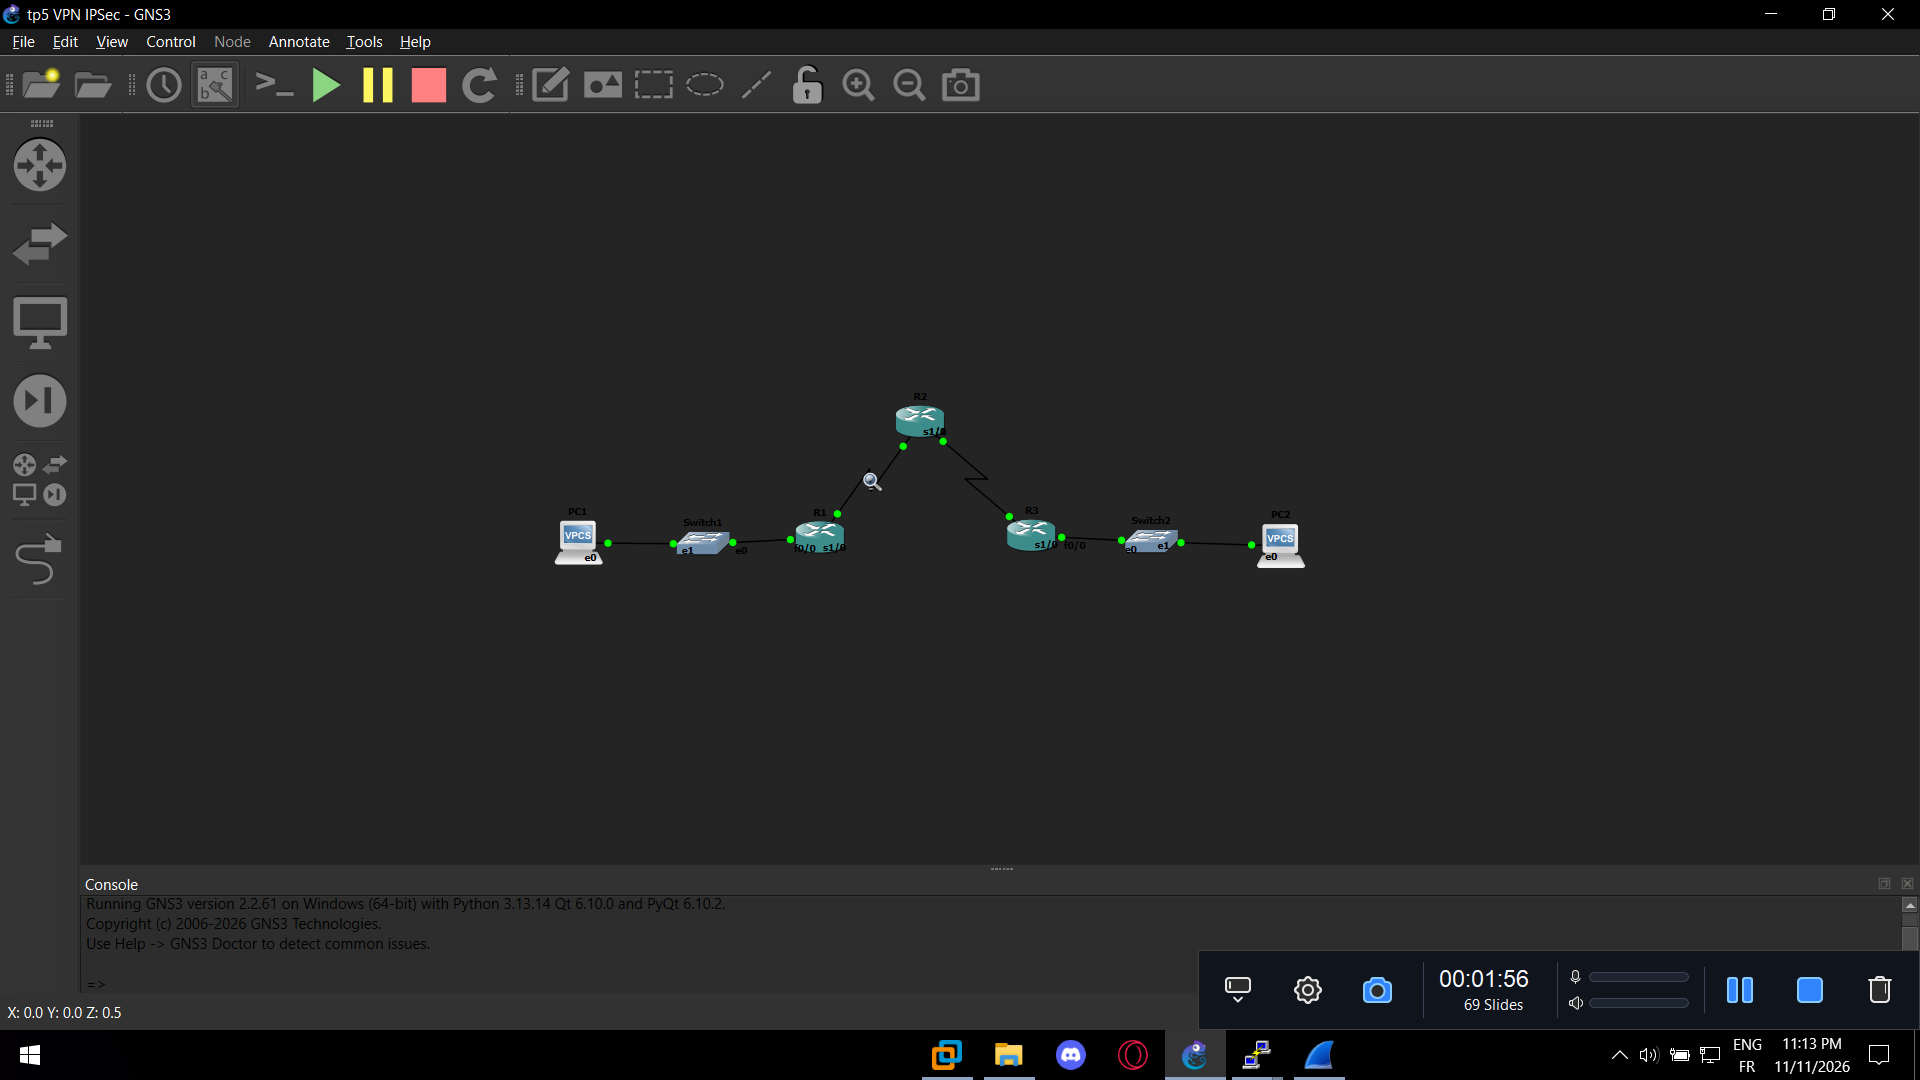 tp5 VPN IPSec - GNS3
File Edit View Control Node Annotate Tools Help
a c
b
R2
s1/0
PC1
VPCS
e0
Switch1
e1
e0
R1
f0/0
s1/0
R3
s1/0
f0/0
Switch2
e0
e1
PC2
VPCS
e0
Console
Running GNS3 version 2.2.61 on Windows (64-bit) with Python 3.13.14 Qt 6.10.0 and PyQt 6.10.2.
Copyright (c) 2006-2026 GNS3 Technologies.
Use Help -> GNS3 Doctor to detect common issues.
=>
00:01:56
69 Slides
X: 0.0 Y: 0.0 Z: 0.5
ENG
FR
11:13 PM
11/11/2026